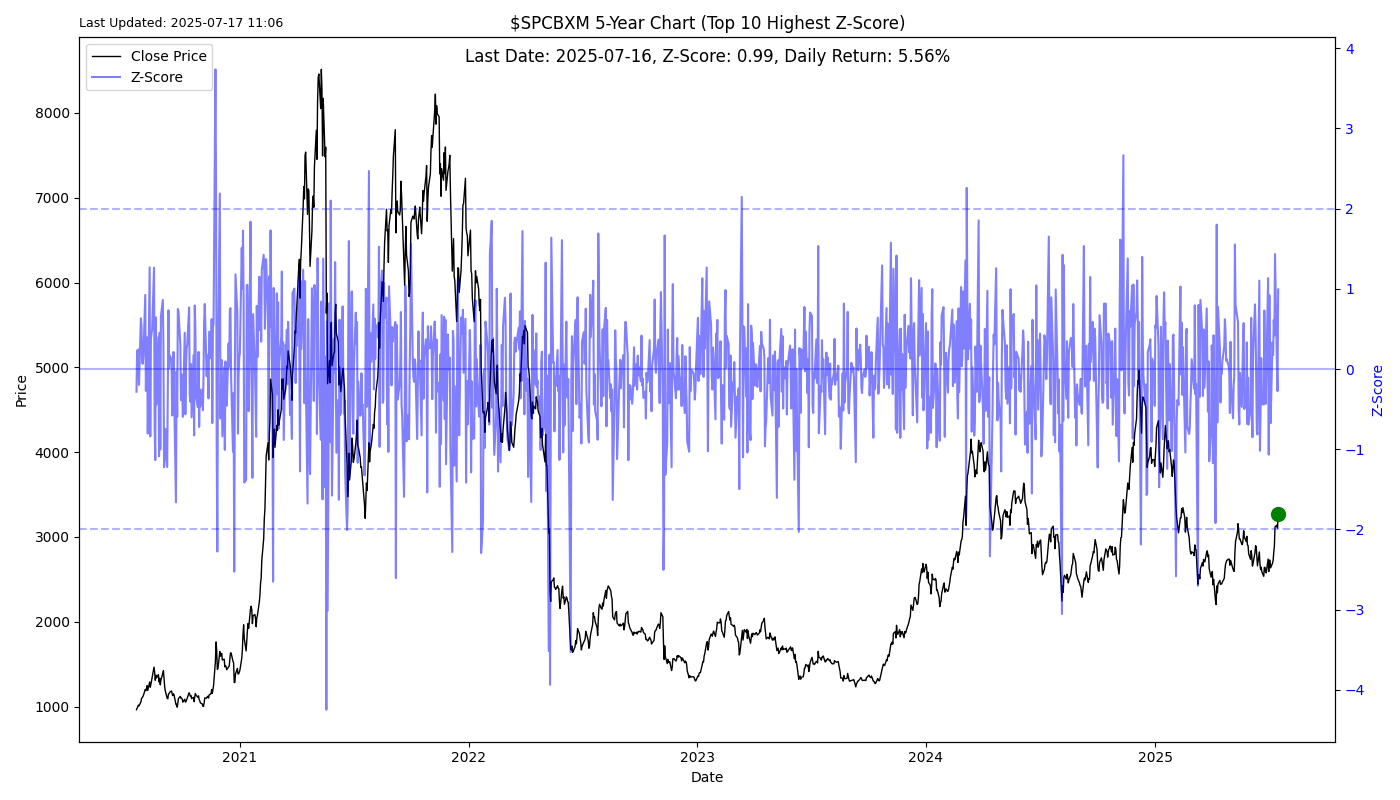 Last Updated: 2025-07-17 11:06
$SPCBXM 5-Year Chart (Top 10 Highest Z-Score)
Last Date: 2025-07-16, Z-Score: 0.99, Daily Return: 5.56%
Close Price
Z-Score
8000
7000
6000
5000
4000
3000
2000
1000
Price
4
3
2
1
0
−1
−2
−3
−4
Z-Score
2021
2022
2023
2024
2025
Date